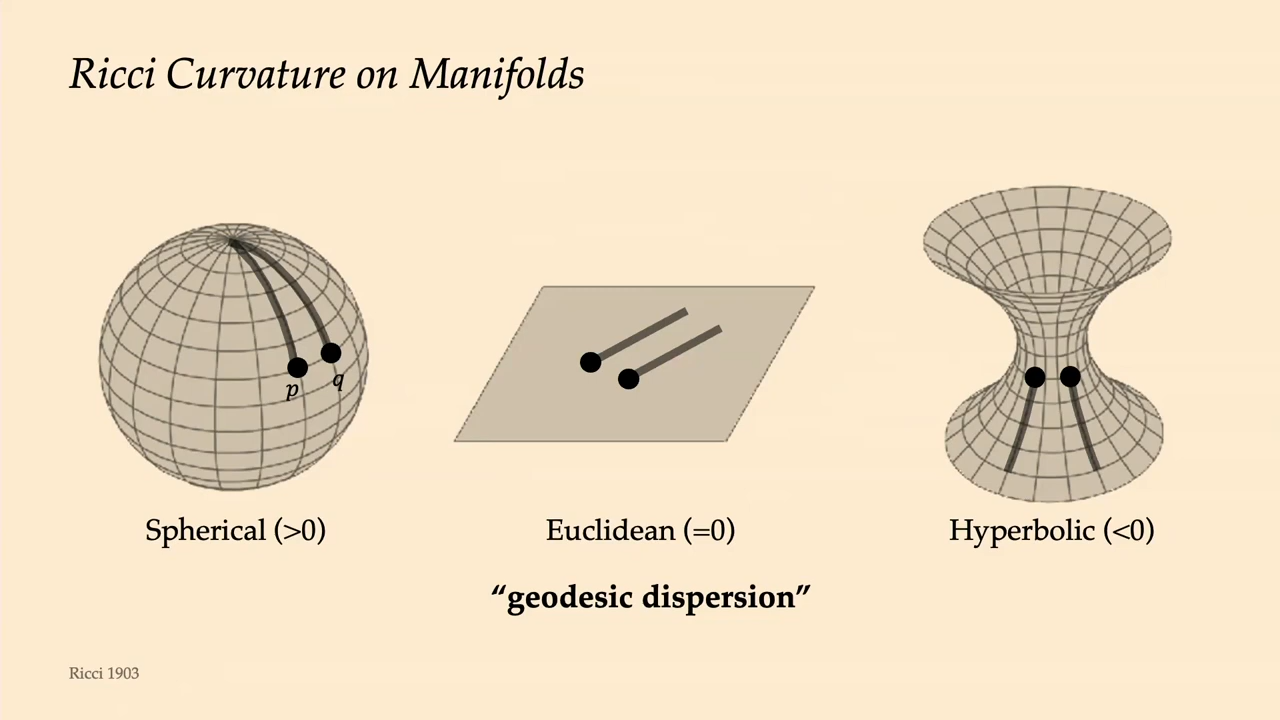 Ricci Curvature on Manifolds
p
q
Spherical (>0)
Euclidean (=0)
Hyperbolic (<0)
“geodesic dispersion”
Ricci 1903